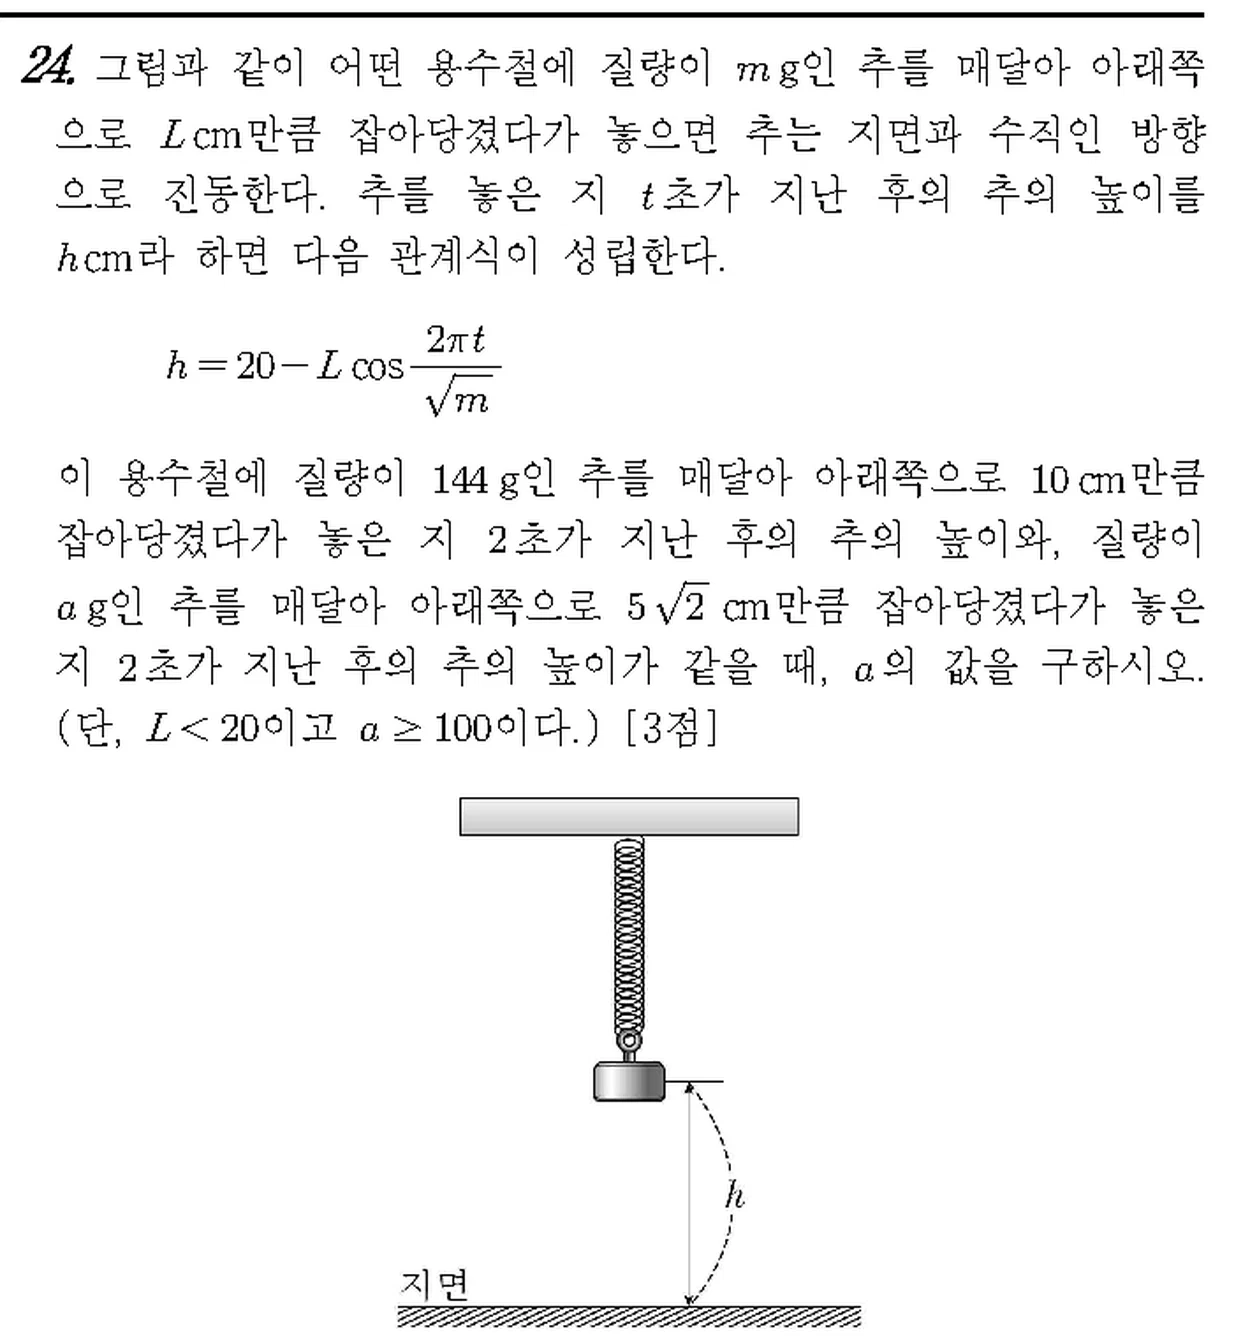 24. 그림과 같이 어떤 용수철에 질량이 m g인 추를 매달아 아래쪽
으로 L cm만큼 잡아당겼다가 놓으면 추는 지면과 수직인 방향
으로 진동한다. 추를 놓은 지 t초가 지난 후의 추의 높이를
h cm라 하면 다음 관계식이 성립한다.
h = 20 − L cos 2πt/√m
이 용수철에 질량이 144 g인 추를 매달아 아래쪽으로 10 cm만큼
잡아당겼다가 놓은 지 2초가 지난 후의 추의 높이와, 질량이
a g인 추를 매달아 아래쪽으로 5√2 cm만큼 잡아당겼다가 놓은
지 2초가 지난 후의 추의 높이가 같을 때, a의 값을 구하시오.
(단, L < 20이고 a ≥ 100이다.) [3점]
h
지면